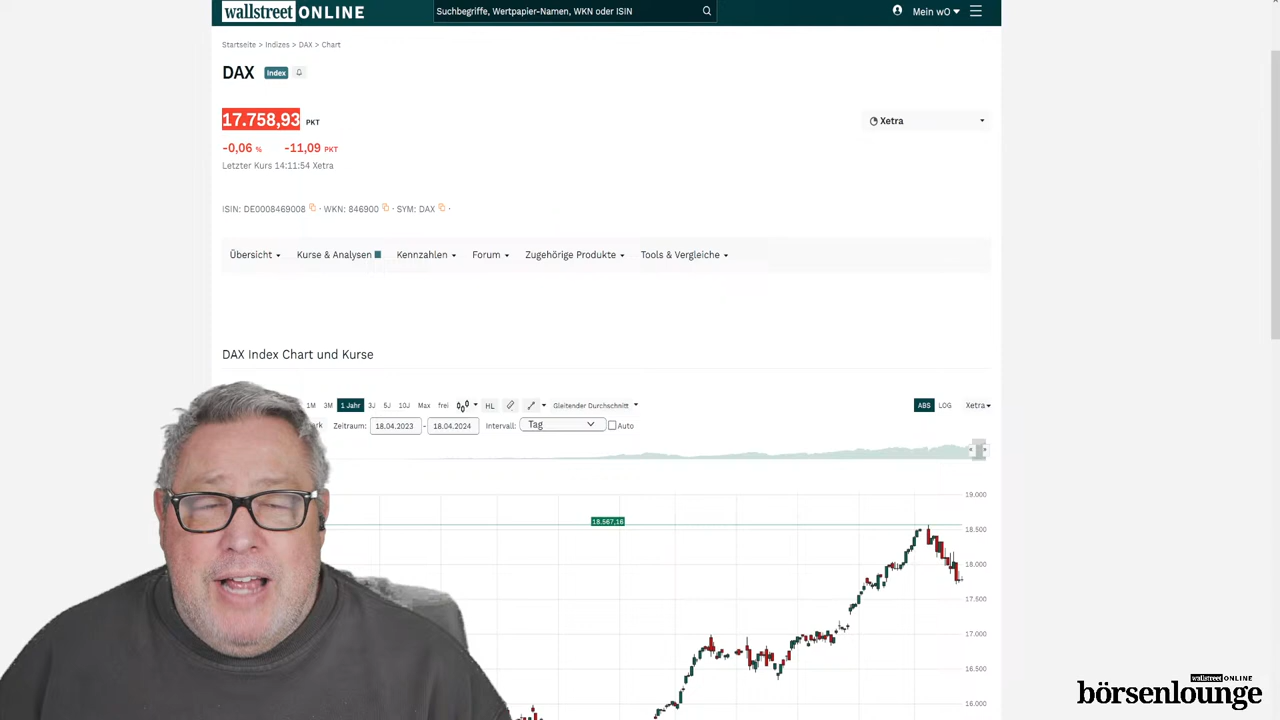 wallstreet ONLINE
Suchbegriffe, Wertpapier-Namen, WKN oder ISIN
Mein wO
Startseite > Indizes > DAX > Chart
DAX Index
17.758,93 PKT
Xetra
-0,06 % -11,09 PKT
Letzter Kurs 14:11:54 Xetra
ISIN: DE0008469008 · WKN: 846900 · SYM: DAX ·
Übersicht Kurse & Analysen Kennzahlen Forum Zugehörige Produkte Tools & Vergleiche
DAX Index Chart und Kurse
1M 3M 1 Jahr 3J 5J 10J Max frei HL Gleitender Durchschnitt ABS LOG Xetra
Zeitraum: 18.04.2023 - 18.04.2024 Intervall: Tag Auto
19.000
18.567,16
18.500
18.000
17.500
17.000
16.500
16.000
wallstreet ONLINE
börsenlounge